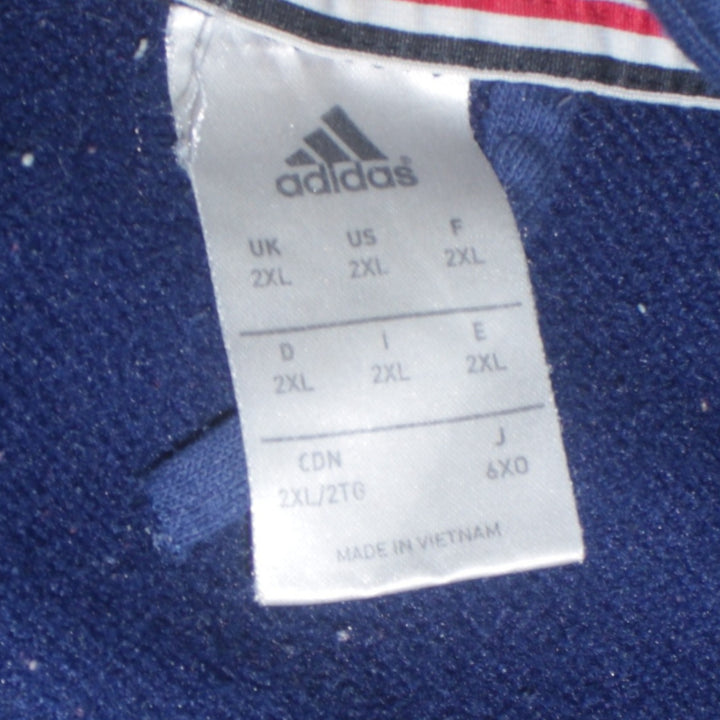 adidas®
UK US F
2XL 2XL 2XL
D I E
2XL 2XL 2XL
CDN J
2XL/2TG 6XO
MADE IN VIETNAM